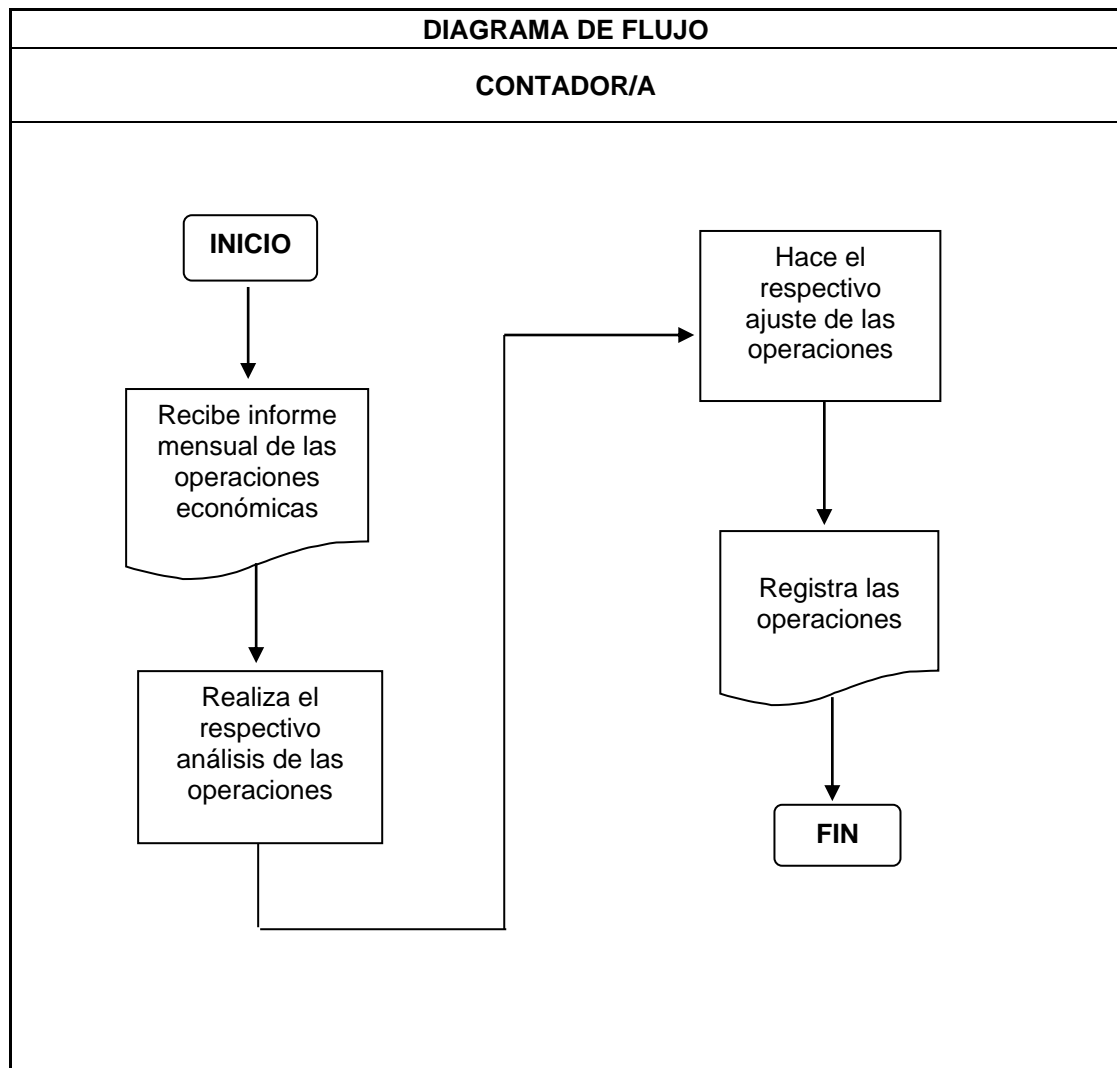 DIAGRAMA DE FLUJO
CONTADOR/A
INICIO
Recibe informe
mensual de las
operaciones
económicas
Realiza el
respectivo
análisis de las
operaciones
Hace el
respectivo
ajuste de las
operaciones
Registra las
operaciones
FIN